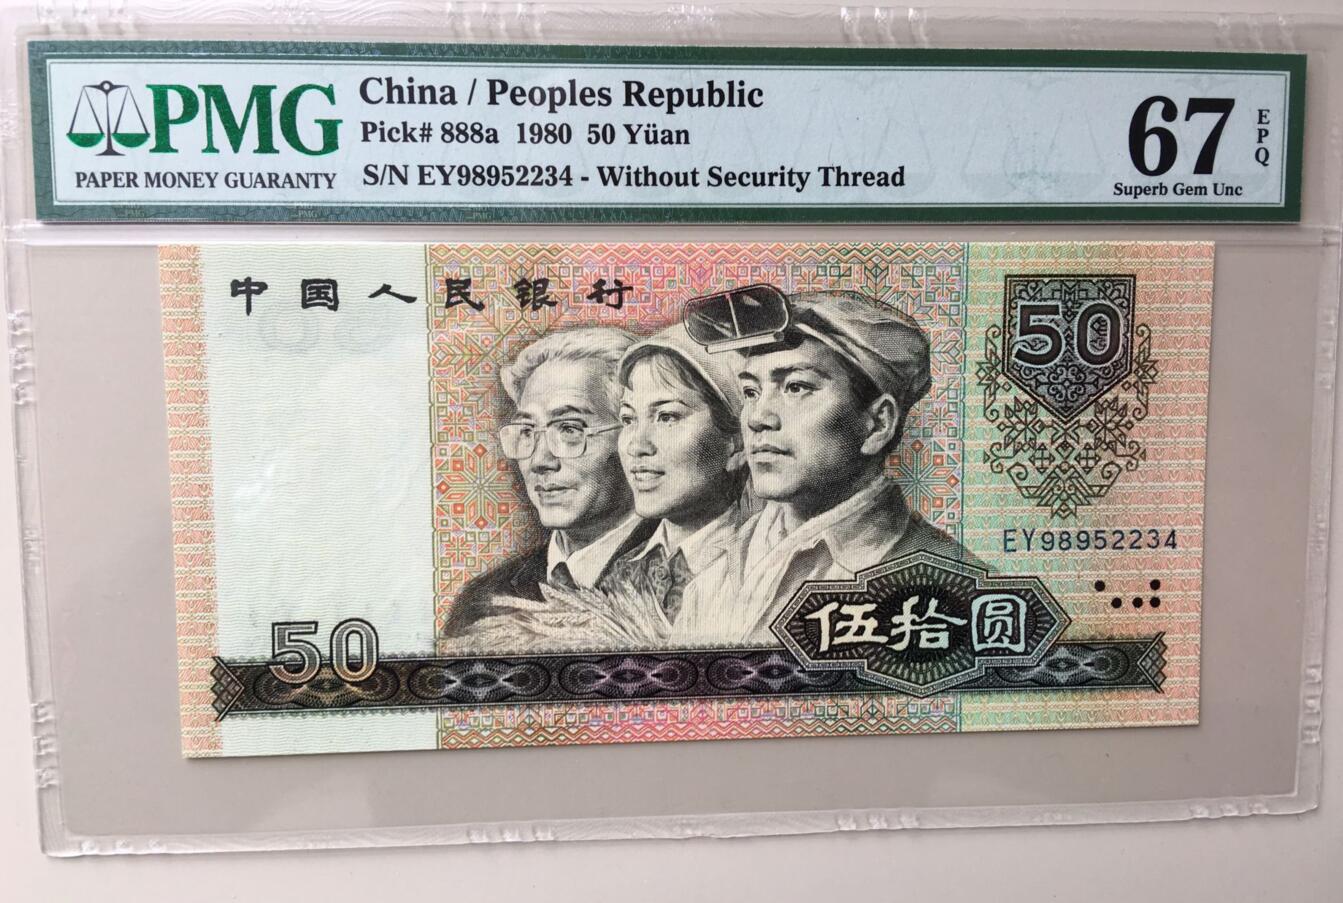 PMG
PAPER MONEY GUARANTY
China / Peoples Republic
Pick# 888a 1980 50 Yüan
S/N EY98952234 - Without Security Thread
67
EPQ
Superb Gem Unc
中国人民银行
50
EY98952234
伍拾圆
50